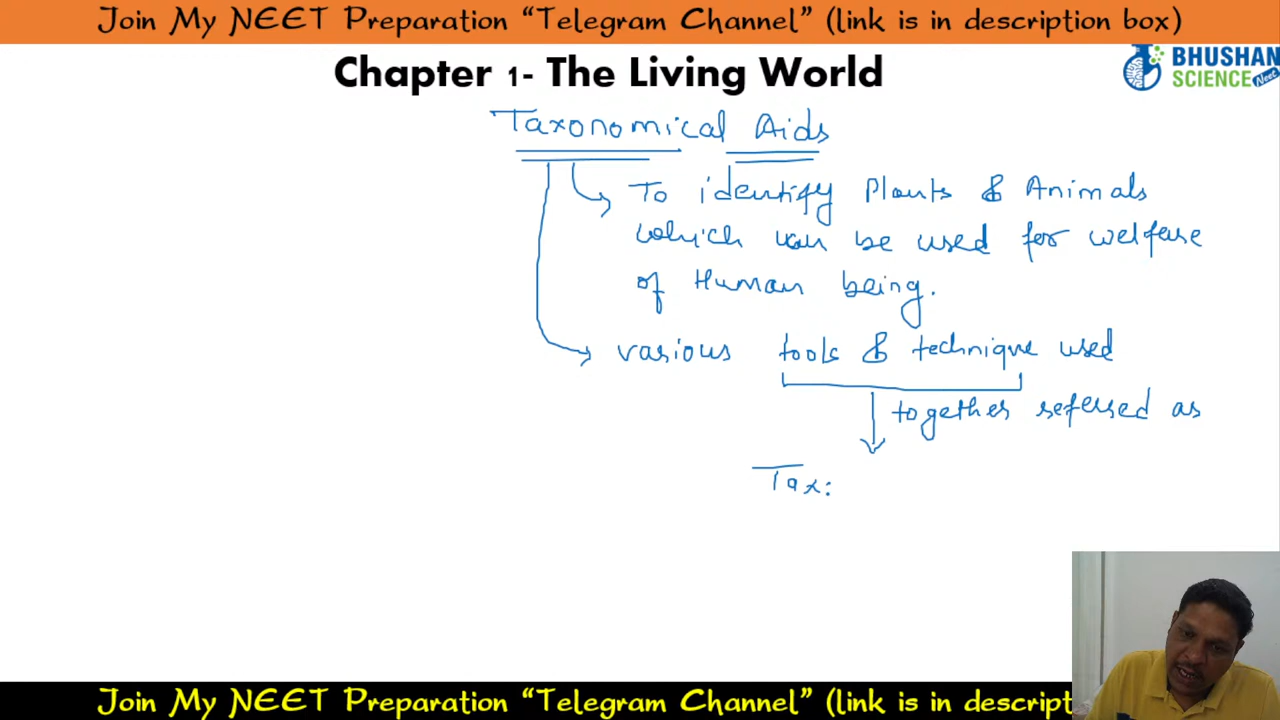 Join My NEET Preparation “Telegram Channel” (link is in description box)
Chapter 1- The Living World
BHUSHAN
SCIENCE Neet
Taxonomical Aids
To identify Plants & Animals
which can be used for welfare
of Human being.
various tools & technique used
together referred as
Tax:
Join My NEET Preparation “Telegram Channel” (link is in descript